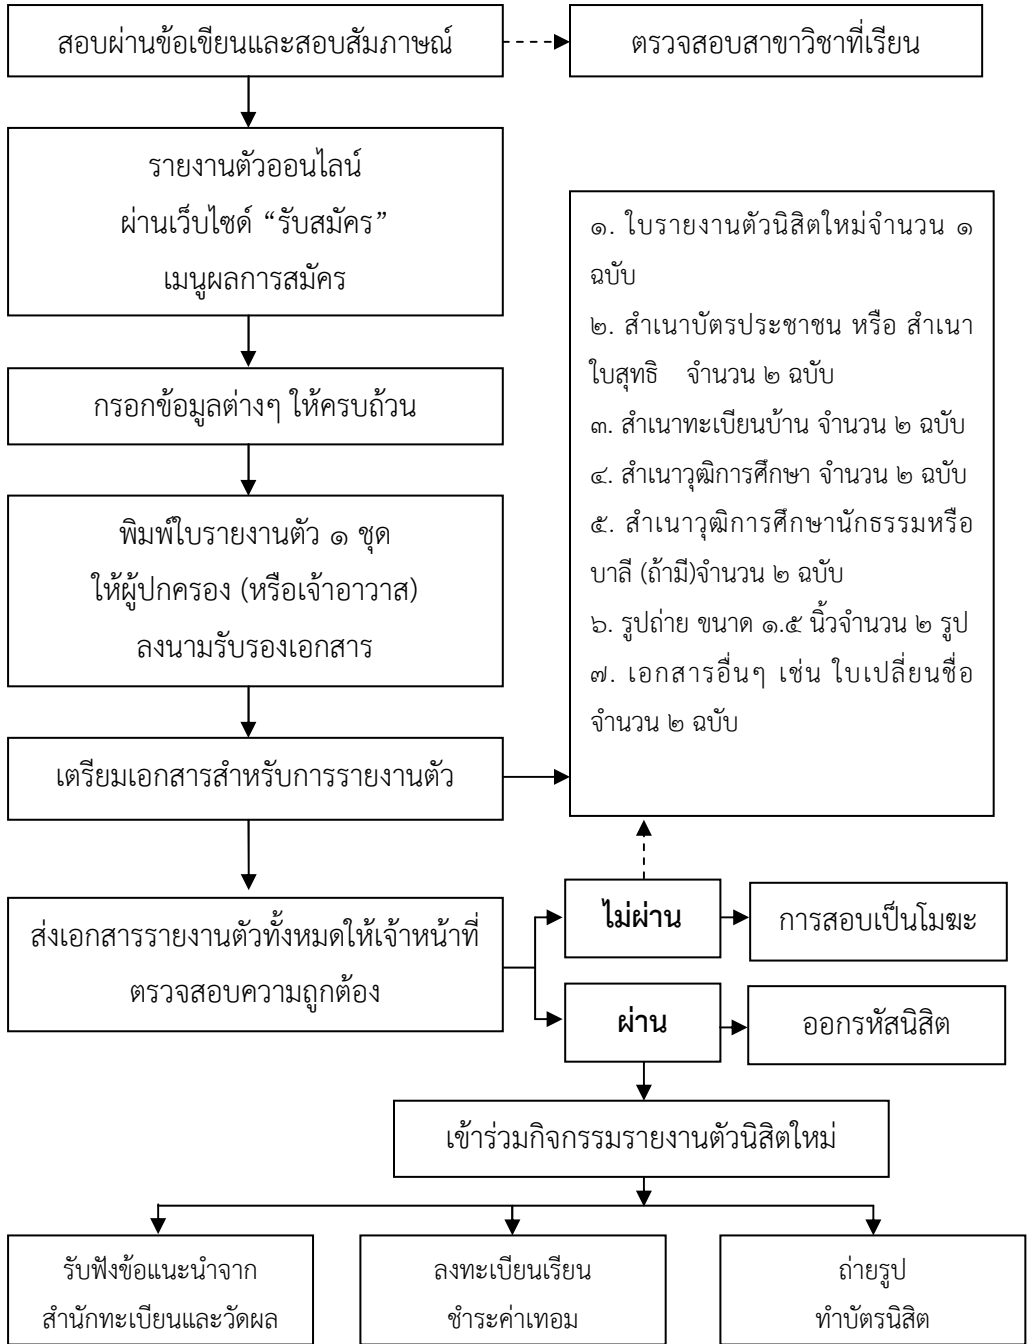 สอบผ่านข้อเขียนและสอบสัมภาษณ์
ตรวจสอบสาขาวิชาที่เรียน
รายงานตัวออนไลน์
ผ่านเว็บไซด์ “รับสมัคร”
เมนูผลการสมัคร
กรอกข้อมูลต่างๆ ให้ครบถ้วน
พิมพ์ใบรายงานตัว ๑ ชุด
ให้ผู้ปกครอง (หรือเจ้าอาวาส)
ลงนามรับรองเอกสาร
เตรียมเอกสารสำหรับการรายงานตัว
๑. ใบรายงานตัวนิสิตใหม่จำนวน ๑
ฉบับ
๒. สำเนาบัตรประชาชน หรือ สำเนา
ใบสุทธิ จำนวน ๒ ฉบับ
๓. สำเนาทะเบียนบ้าน จำนวน ๒ ฉบับ
๔. สำเนาวุฒิการศึกษา จำนวน ๒ ฉบับ
๕. สำเนาวุฒิการศึกษานักธรรมหรือ
บาลี (ถ้ามี)จำนวน ๒ ฉบับ
๖. รูปถ่าย ขนาด ๑.๕ นิ้วจำนวน ๒ รูป
๗. เอกสารอื่นๆ เช่น ใบเปลี่ยนชื่อ
จำนวน ๒ ฉบับ
ส่งเอกสารรายงานตัวทั้งหมดให้เจ้าหน้าที่
ตรวจสอบความถูกต้อง
ไม่ผ่าน
การสอบเป็นโมฆะ
ผ่าน
ออกรหัสนิสิต
เข้าร่วมกิจกรรมรายงานตัวนิสิตใหม่
รับฟังข้อแนะนำจาก
สำนักทะเบียนและวัดผล
ลงทะเบียนเรียน
ชำระค่าเทอม
ถ่ายรูป
ทำบัตรนิสิต